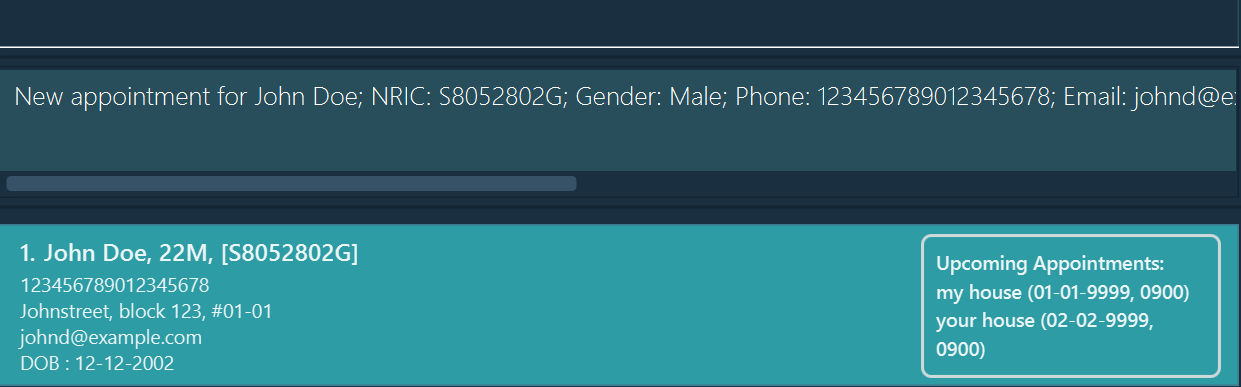 New appointment for John Doe; NRIC: S8052802G; Gender: Male; Phone: 123456789012345678; Email: johnd@ex
1. John Doe, 22M, [S8052802G]
123456789012345678
Johnstreet, block 123, #01-01
johnd@example.com
DOB : 12-12-2002
Upcoming Appointments:
my house (01-01-9999, 0900)
your house (02-02-9999,
0900)